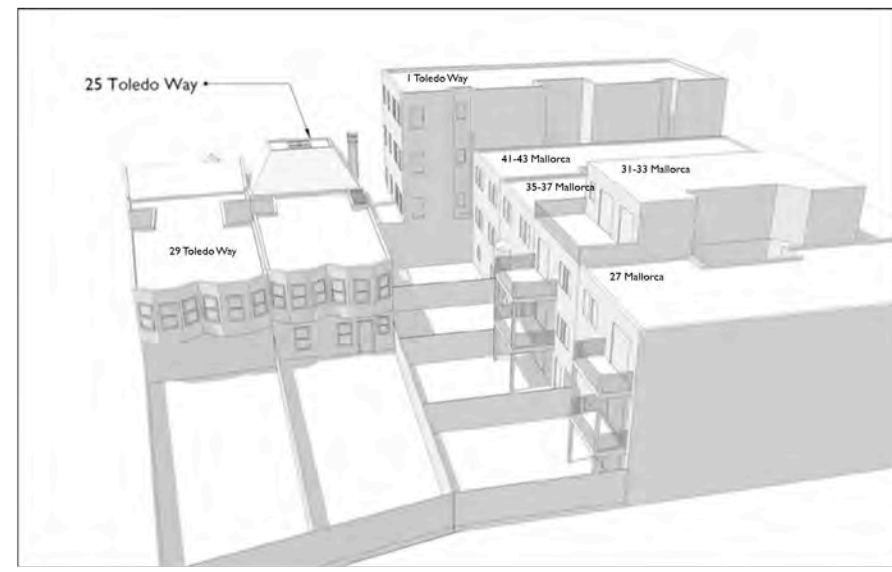 1 Toledo Way
25 Toledo Way
41-43 Mallorca
31-33 Mallorca
35-37 Mallorca
29 Toledo Way
27 Mallorca